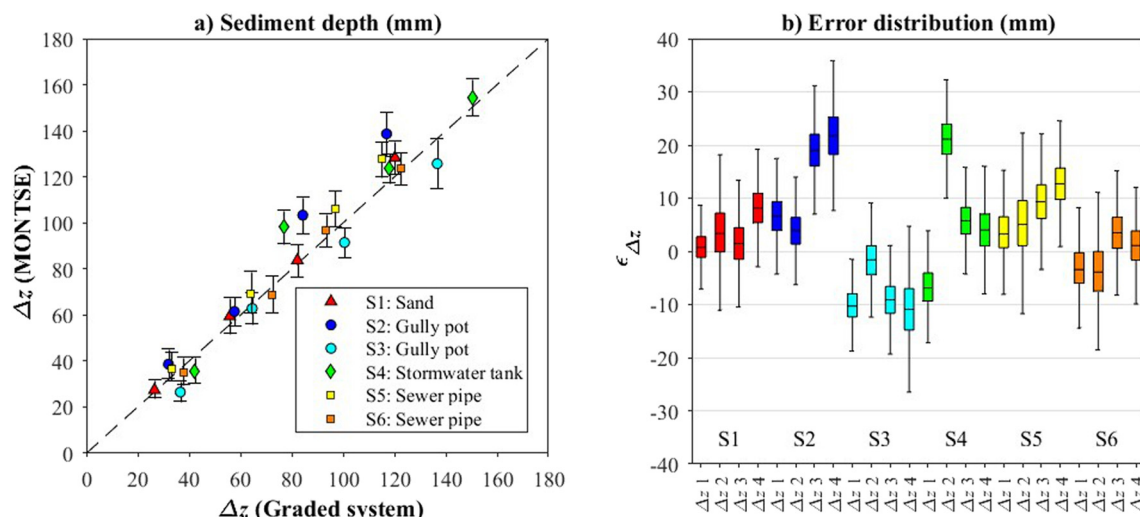 a) Sediment depth (mm)
180
160
140
120
100
80
60
40
20
0
Δz (MONTSE)
S1: Sand
S2: Gully pot
S3: Gully pot
S4: Stormwater tank
S5: Sewer pipe
S6: Sewer pipe
0 20 40 60 80 100 120 140 160 180
Δz (Graded system)
b) Error distribution (mm)
40
30
20
10
0
-10
-20
-30
-40
ϵ Δz
S1 S2 S3 S4 S5 S6
Δz 1 Δz 2 Δz 3 Δz 4 Δz 1 Δz 2 Δz 3 Δz 4 Δz 1 Δz 2 Δz 3 Δz 4 Δz 1 Δz 2 Δz 3 Δz 4 Δz 1 Δz 2 Δz 3 Δz 4 Δz 1 Δz 2 Δz 3 Δz 4